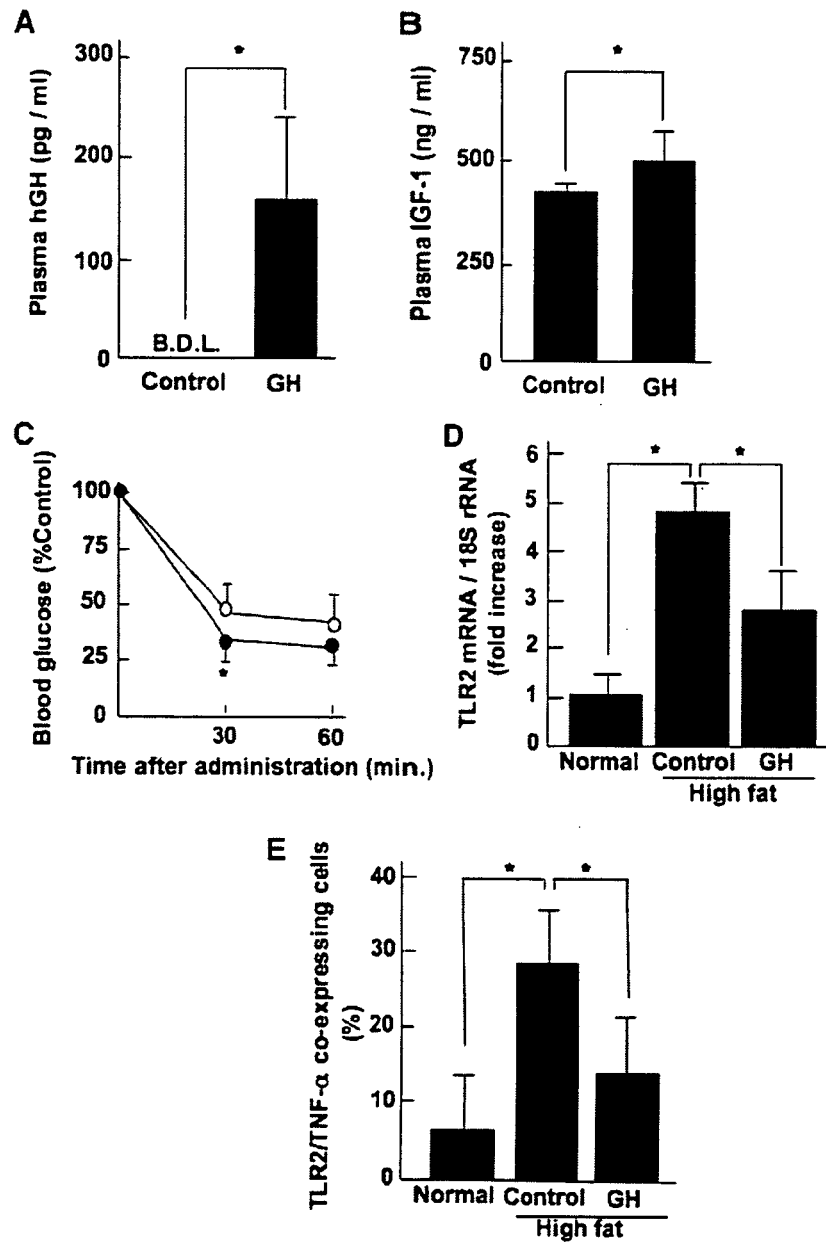 A
Plasma hGH (pg / ml)
300
200
100
0
*
B.D.L.
Control GH
B
Plasma IGF-1 (ng / ml)
750
500
250
0
*
Control GH
C
Blood glucose (%Control)
100
75
50
25
0
*
30 60
Time after administration (min.)
D
TLR2 mRNA / 18S rRNA
(fold increase)
6
5
4
3
2
1
0
* *
Normal Control GH
High fat
E
TLR2/TNF-α co-expressing cells
(%)
40
30
20
10
0
* *
Normal Control GH
High fat